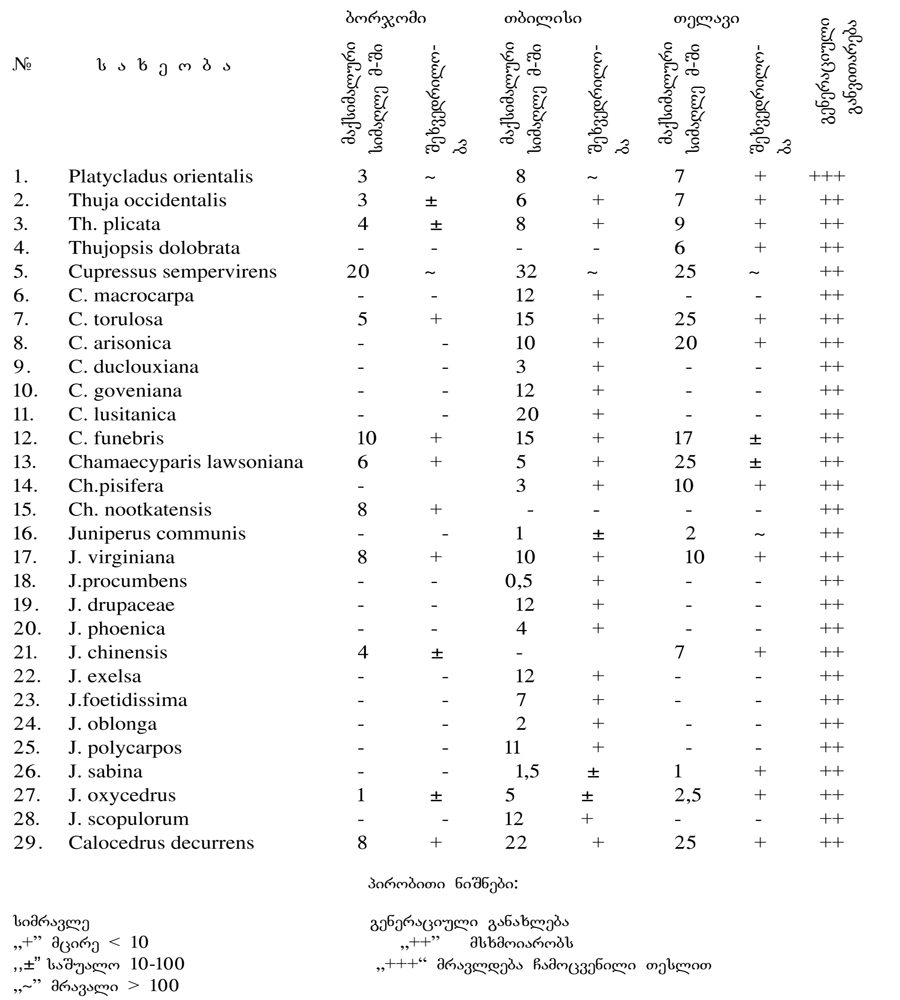 ბორჯომი თბილისი თელავი
№ ს ა ხ ე ო ბ ა მაქსიმალური სიმაღლე მ-ში შეხვედრილო-ბა მაქსიმალური სიმაღლე მ-ში შეხვედრილო-ბა მაქსიმალური სიმაღლე მ-ში შეხვედრილო-ბა გენერაციული განვითარება
1. Platycladus orientalis 3 ~ 8 ~ 7 + +++
2. Thuja occidentalis 3 ± 6 + 7 + ++
3. Th. plicata 4 ± 8 + 9 + ++
4. Thujopsis dolobrata - - - - 6 + ++
5. Cupressus sempervirens 20 ~ 32 ~ 25 ~ ++
6. C. macrocarpa - - 12 + - - ++
7. C. torulosa 5 + 15 + 25 + ++
8. C. arisonica - - 10 + 20 + ++
9. C. duclouxiana - - 3 + - - ++
10. C. goveniana - - 12 + - - ++
11. C. lusitanica - - 20 + - - ++
12. C. funebris 10 + 15 + 17 ± ++
13. Chamaecyparis lawsoniana 6 + 5 + 25 ± ++
14. Ch.pisifera - 3 + 10 + ++
15. Ch. nootkatensis 8 + - - - - ++
16. Juniperus communis - - 1 ± 2 ~ ++
17. J. virginiana 8 + 10 + 10 + ++
18. J.procumbens - - 0,5 + - - ++
19. J. drupaceae - - 12 + - - ++
20. J. phoenica - - 4 + - - ++
21. J. chinensis 4 ± - 7 + ++
22. J. exelsa - - 12 + - - ++
23. J.foetidissima - - 7 + - - ++
24. J. oblonga - - 2 + - - ++
25. J. polycarpos - - 11 + - - ++
26. J. sabina - - 1,5 ± 1 + ++
27. J. oxycedrus 1 ± 5 ± 2,5 + ++
28. J. scopulorum - - 12 + - - ++
29. Calocedrus decurrens 8 + 22 + 25 + ++
პირობითი ნიშნები:
სიმრავლე გენერაციული განახლება
„+” მცირე < 10 „++” მსხმოიარობს
,,±” საშუალო 10-100 „+++“ მრავლდება ჩამოცვენილი თესლით
„~” მრავალი > 100